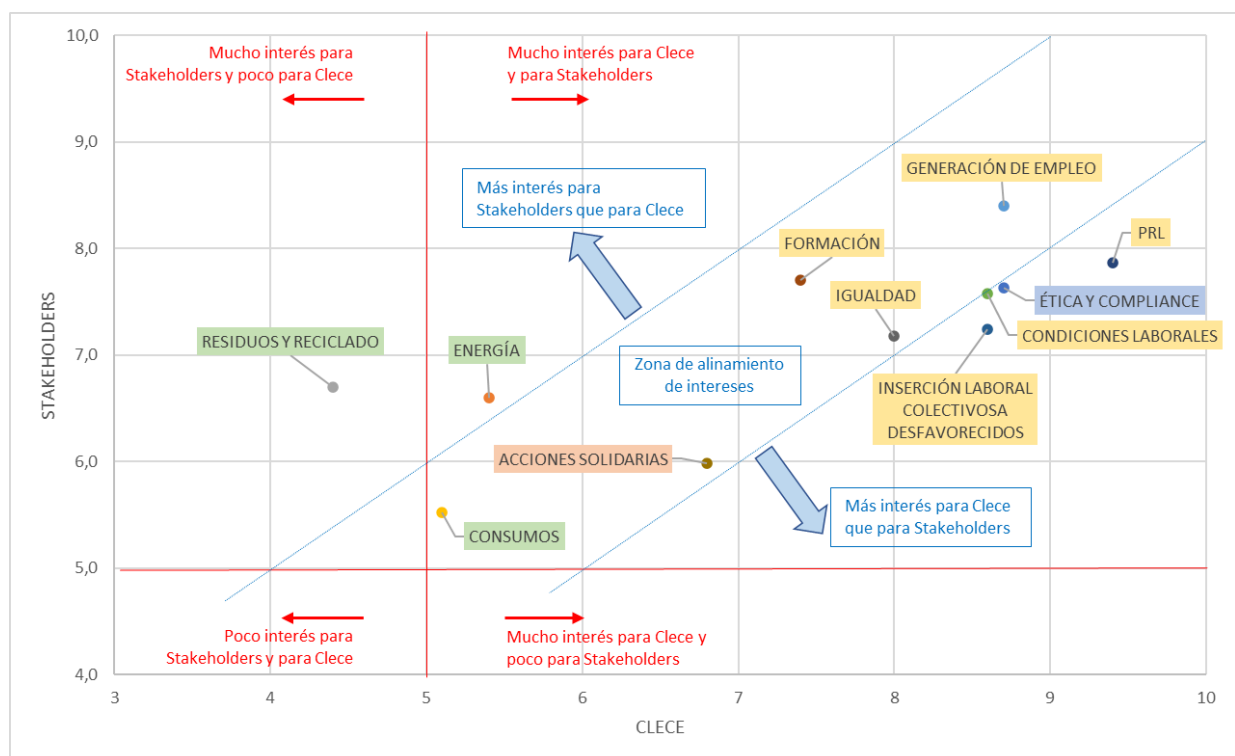 10,0
9,0
8,0
7,0
6,0
5,0
4,0
STAKEHOLDERS
Mucho interés para
Stakeholders y poco para Clece
Mucho interés para Clece
y para Stakeholders
Más interés para
Stakeholders que para Clece
GENERACIÓN DE EMPLEO
FORMACIÓN
PRL
IGUALDAD
ÉTICA Y COMPLIANCE
RESIDUOS Y RECICLADO
ENERGÍA
CONDICIONES LABORALES
Zona de alinamiento
de intereses
INSERCIÓN LABORAL
COLECTIVOSA
DESFAVORECIDOS
ACCIONES SOLIDARIAS
Más interés para Clece
que para Stakeholders
CONSUMOS
Poco interés para
Stakeholders y para Clece
Mucho interés para Clece y
poco para Stakeholders
3 4 5 6 7 8 9 10
CLECE